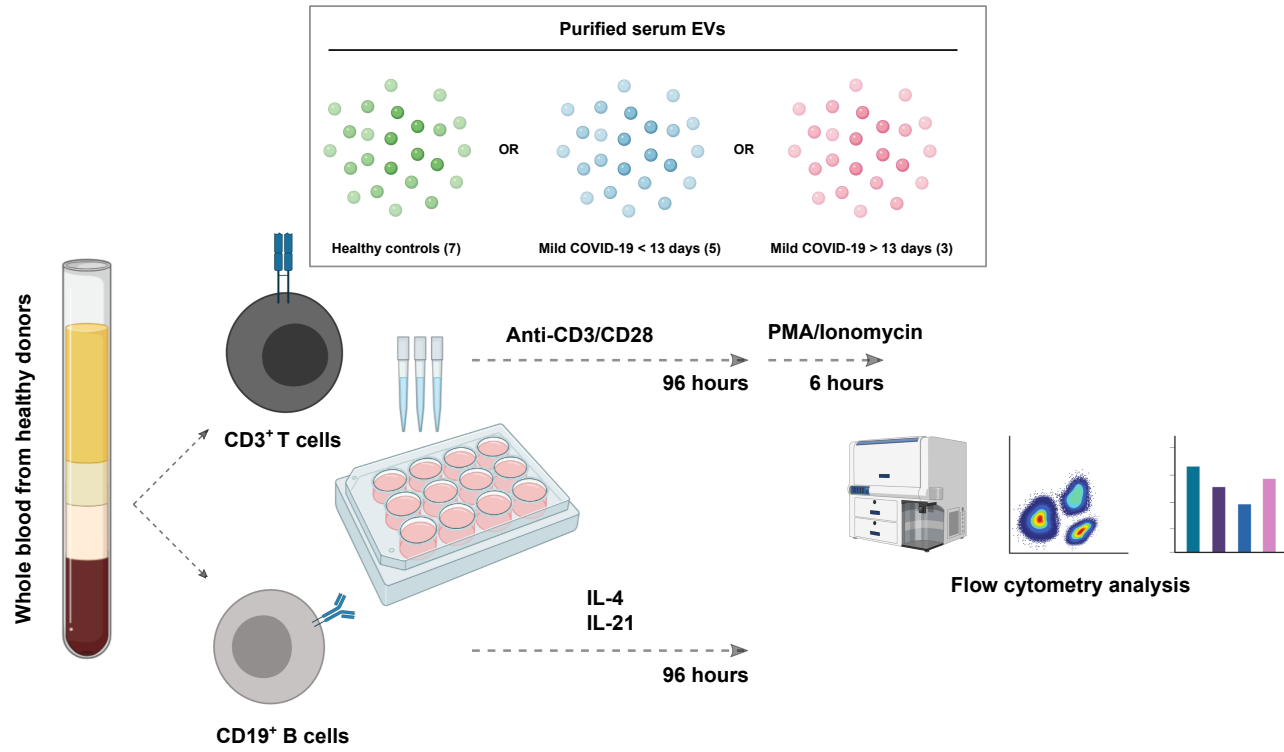 Purified serum EVs
OR
OR
Healthy controls (7)
Mild COVID-19 < 13 days (5)
Mild COVID-19 > 13 days (3)
Whole blood from healthy donors
CD3⁺ T cells
Anti-CD3/CD28
96 hours
PMA/Ionomycin
6 hours
CD19⁺ B cells
IL-4
IL-21
96 hours
Flow cytometry analysis